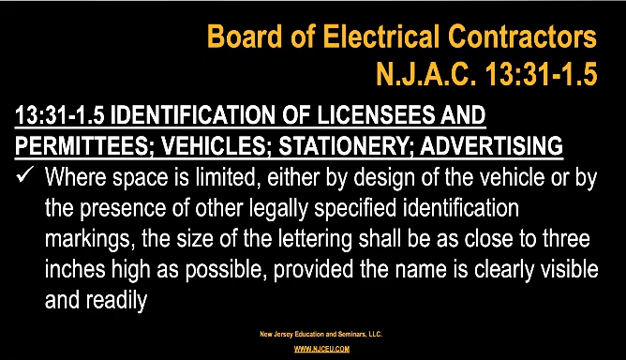 Board of Electrical Contractors
N.J.A.C. 13:31-1.5
13:31-1.5 IDENTIFICATION OF LICENSEES AND
PERMITTEES; VEHICLES; STATIONERY; ADVERTISING
✓ Where space is limited, either by design of the vehicle or by
the presence of other legally specified identification
markings, the size of the lettering shall be as close to three
inches high as possible, provided the name is clearly visible
and readily
New Jersey Education and Seminars, LLC.
WWW.NJCEU.COM